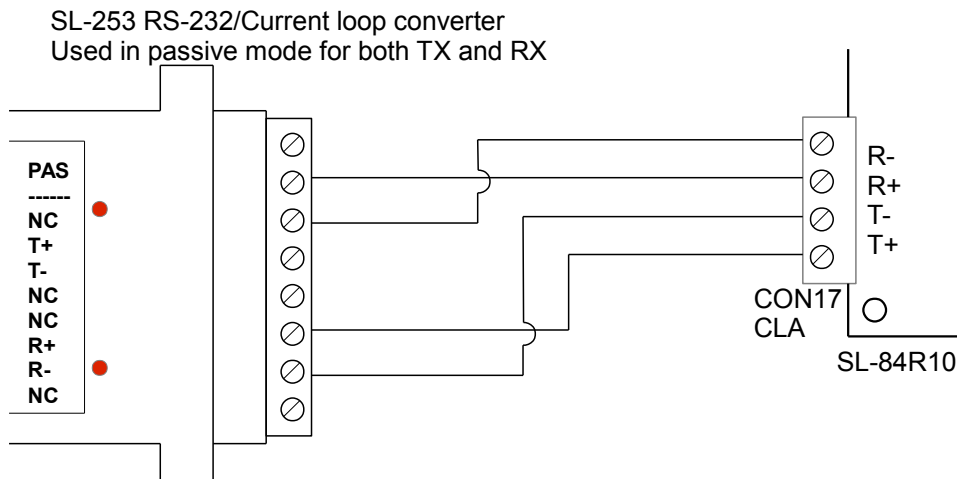 SL-253 RS-232/Current loop converter
Used in passive mode for both TX and RX
PAS
------
NC
T+
T-
NC
NC
R+
R-
NC
R-
R+
T-
T+
CON17
CLA
SL-84R10